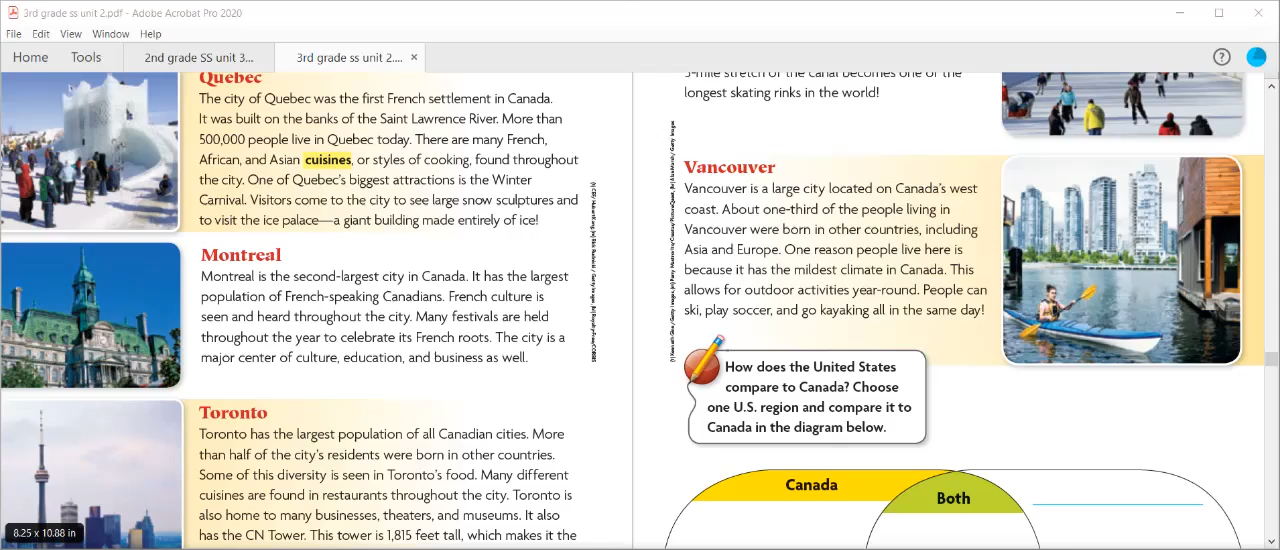 3rd grade ss unit 2.pdf - Adobe Acrobat Pro 2020
File Edit View Window Help
Home Tools 2nd grade SS unit 3... 3rd grade ss unit 2.... ×
Quebec
The city of Quebec was the first French settlement in Canada.
It was built on the banks of the Saint Lawrence River. More than
500,000 people live in Quebec today. There are many French,
African, and Asian cuisines, or styles of cooking, found throughout
the city. One of Quebec's biggest attractions is the Winter
Carnival. Visitors come to the city to see large snow sculptures and
to visit the ice palace—a giant building made entirely of ice!
Montreal
Montreal is the second-largest city in Canada. It has the largest
population of French-speaking Canadians. French culture is
seen and heard throughout the city. Many festivals are held
throughout the year to celebrate its French roots. The city is a
major center of culture, education, and business as well.
Toronto
Toronto has the largest population of all Canadian cities. More
than half of the city's residents were born in other countries.
Some of this diversity is seen in Toronto's food. Many different
cuisines are found in restaurants throughout the city. Toronto is
also home to many businesses, theaters, and museums. It also
has the CN Tower. This tower is 1,815 feet tall, which makes it the
8.25 x 10.88 in
5-mile stretch of the canal becomes one of the
longest skating rinks in the world!
Vancouver
Vancouver is a large city located on Canada's west
coast. About one-third of the people living in
Vancouver were born in other countries, including
Asia and Europe. One reason people live here is
because it has the mildest climate in Canada. This
allows for outdoor activities year-round. People can
ski, play soccer, and go kayaking all in the same day!
How does the United States
compare to Canada? Choose
one U.S. region and compare it to
Canada in the diagram below.
Canada
Both